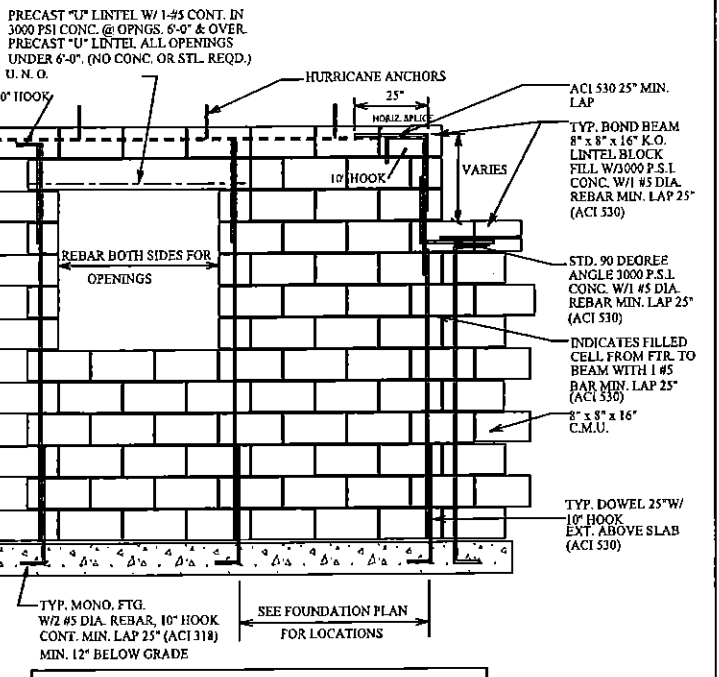 PRECAST "U" LINTEL W/ 1-#5 CONT. IN
3000 PSI CONC. @ OPNGS. 6'-0" & OVER.
PRECAST "U" LINTEL ALL OPENINGS
UNDER 6'-0". (NO CONC. OR STL. REQD.)
U. N. O.
0" HOOK
HURRICANE ANCHORS
25"
HORIZ. SPLICE
10" HOOK
VARIES
ACI 530 25" MIN.
LAP
TYP. BOND BEAM
8" x 8" x 16" K.O.
LINTEL BLOCK
FILL W/3000 P.S.I.
CONC. W/1 #5 DIA.
REBAR MIN. LAP 25"
(ACI 530)
REBAR BOTH SIDES FOR
OPENINGS
STD. 90 DEGREE
ANGLE 3000 P.S.I.
CONC. W/1 #5 DIA.
REBAR MIN. LAP 25"
(ACI 530)
INDICATES FILLED
CELL FROM FTR. TO
BEAM WITH 1 #5
BAR MIN. LAP 25"
(ACI 530)
8" x 8" x 16"
C.M.U.
TYP. DOWEL 25"W/
10" HOOK
EXT. ABOVE SLAB
(ACI 530)
TYP. MONO. FTG.
W/2 #5 DIA. REBAR, 10" HOOK
CONT. MIN. LAP 25" (ACI 318)
MIN. 12" BELOW GRADE
SEE FOUNDATION PLAN
FOR LOCATIONS